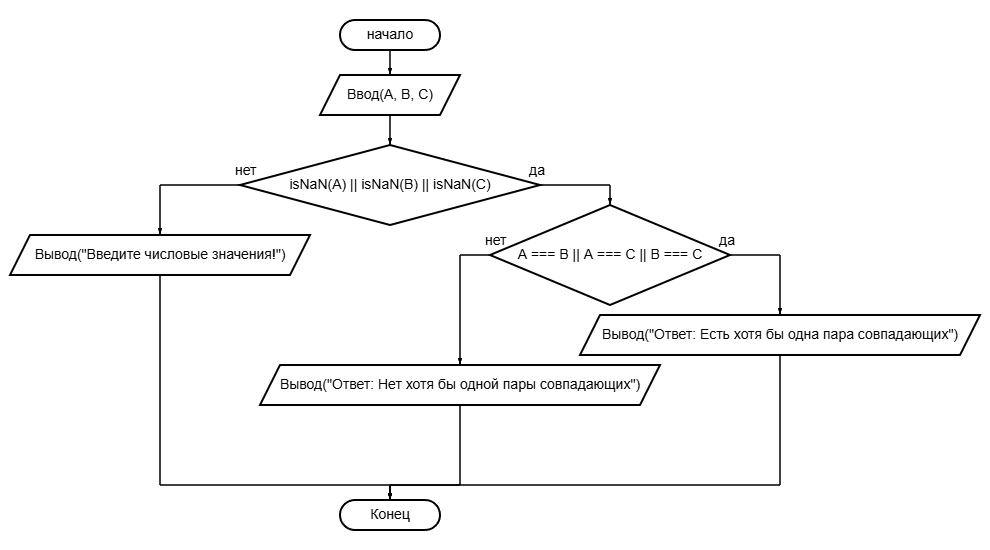 начало
Ввод(A, B, C)
нет
да
isNaN(A) || isNaN(B) || isNaN(C)
нет
да
Вывод("Введите числовые значения!")
A === B || A === C || B === C
Вывод("Ответ: Есть хотя бы одна пара совпадающих")
Вывод("Ответ: Нет хотя бы одной пары совпадающих")
Конец